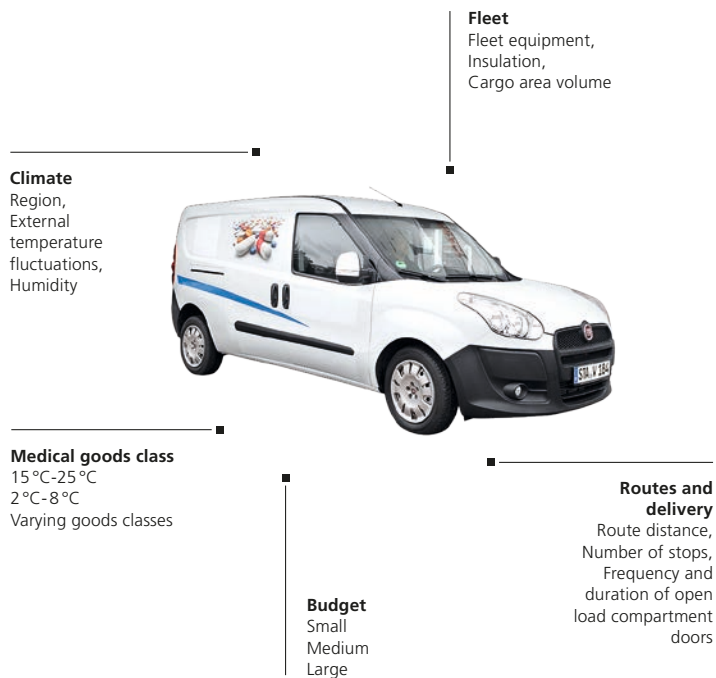 Fleet
Fleet equipment,
Insulation,
Cargo area volume
Climate
Region,
External
temperature
fluctuations,
Humidity
STA·W 184
Medical goods class
15 °C-25 °C
2 °C-8 °C
Varying goods classes
Routes and
delivery
Route distance,
Number of stops,
Frequency and
duration of open
load compartment
doors
Budget
Small
Medium
Large